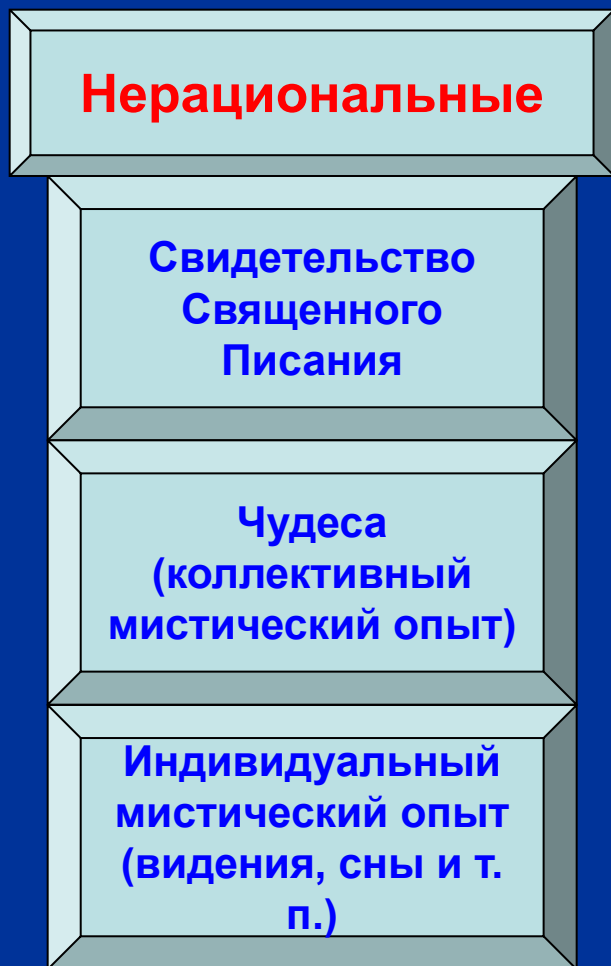 Нерациональные
Свидетельство
Священного
Писания
Чудеса
(коллективный
мистический опыт)
Индивидуальный
мистический опыт
(видения, сны и т.
п.)